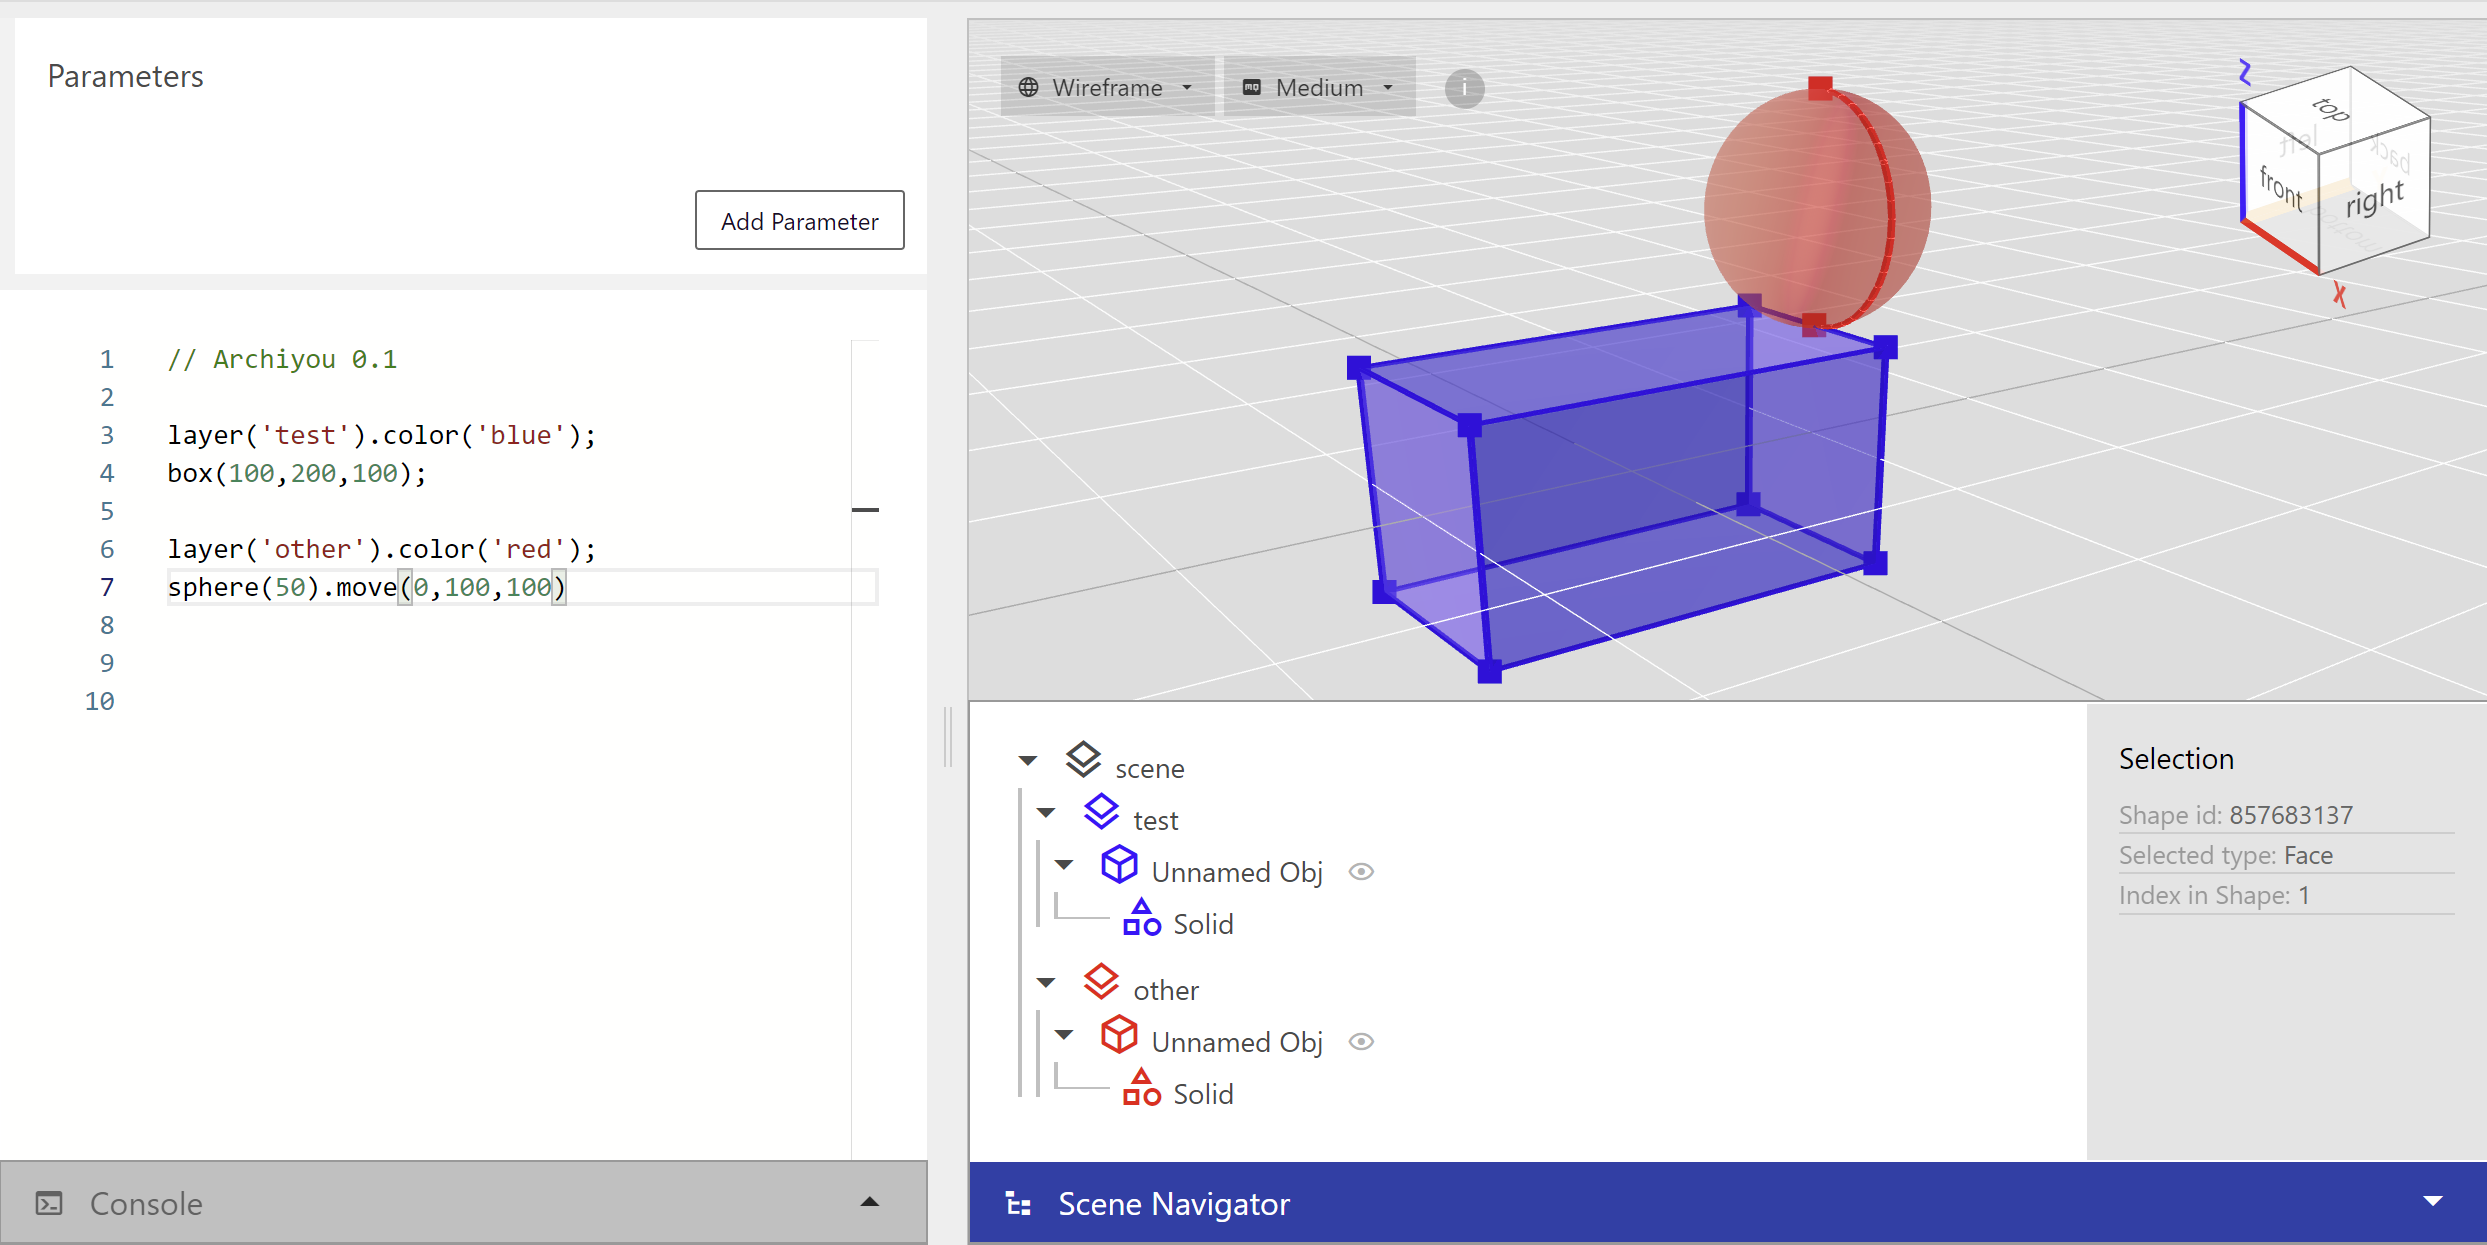 Parameters
Add Parameter
1 // Archiyou 0.1
2
3 layer('test').color('blue');
4 box(100,200,100);
5
6 layer('other').color('red');
7 sphere(50).move(0,100,100)
8
9
10
Console
Wireframe
MQ Medium
i
Z
top
left
back
front
right
bottom
X
scene
test
Unnamed Obj
Solid
other
Unnamed Obj
Solid
Selection
Shape id: 857683137
Selected type: Face
Index in Shape: 1
Scene Navigator